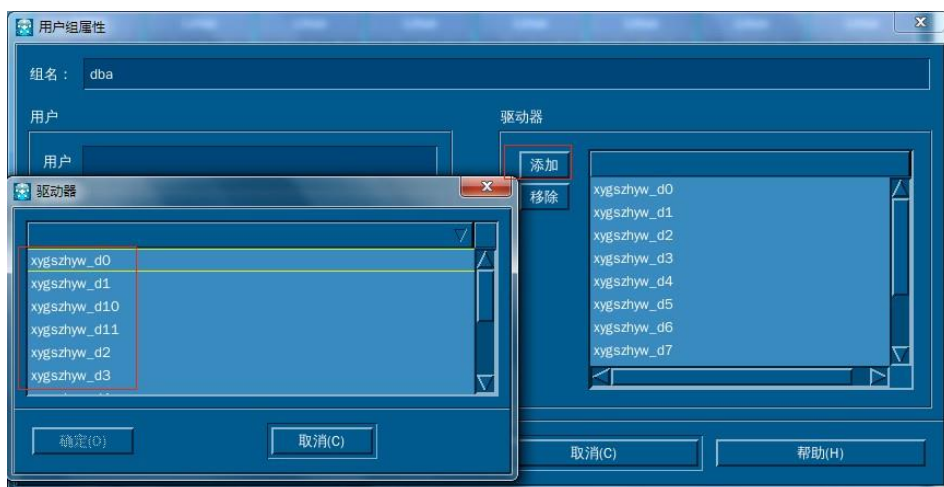 用户组属性
组名： dba
用户
驱动器
用户
添加
移除
xygszhyw_d0
xygszhyw_d1
xygszhyw_d2
xygszhyw_d3
xygszhyw_d4
xygszhyw_d5
xygszhyw_d6
xygszhyw_d7
驱动器
xygszhyw_d0
xygszhyw_d1
xygszhyw_d10
xygszhyw_d11
xygszhyw_d2
xygszhyw_d3
确定(O)
取消(C)
取消(C)
帮助(H)